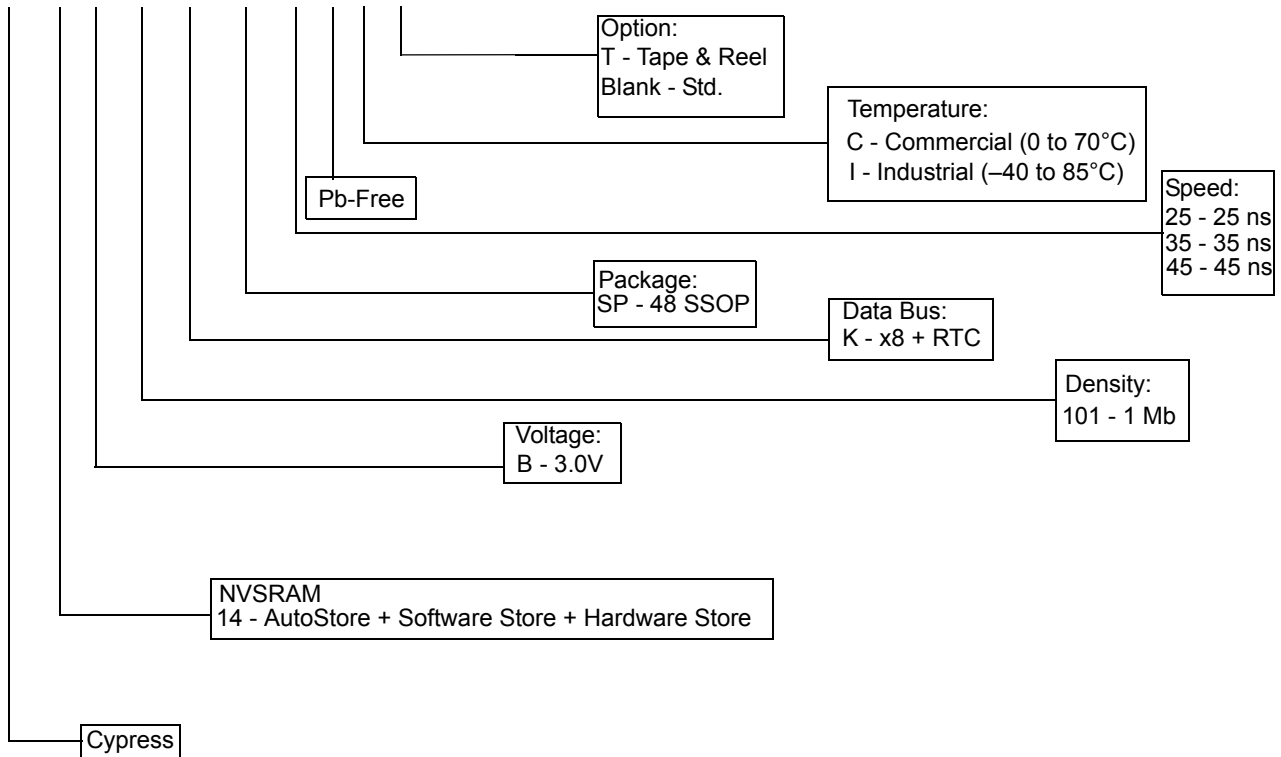 Option:
T - Tape & Reel
Blank - Std.
Temperature:
C - Commercial (0 to 70°C)
I - Industrial (–40 to 85°C)
Pb-Free
Speed:
25 - 25 ns
35 - 35 ns
45 - 45 ns
Package:
SP - 48 SSOP
Data Bus:
K - x8 + RTC
Density:
101 - 1 Mb
Voltage:
B - 3.0V
NVSRAM
14 - AutoStore + Software Store + Hardware Store
Cypress